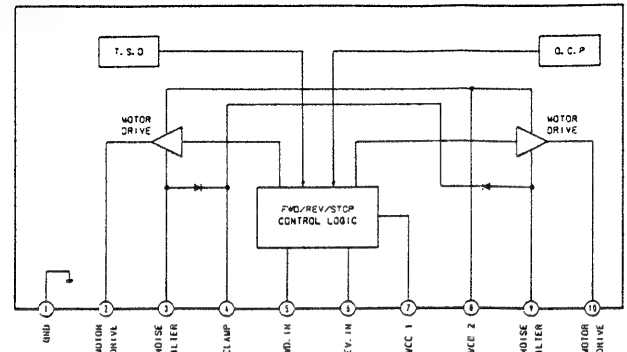 T.S.D
O.C.P
MOTOR
DRIVE
MOTOR
DRIVE
FWD/REV/STOP
CONTROL LOGIC
1
2
3
4
5
6
7
8
9
10
GND
MOTOR
DRIVE
NOISE
FILTER
CLAMP
FWD.IN
REV.IN
VCC 1
VCC 2
NOISE
FILTER
MOTOR
DRIVE